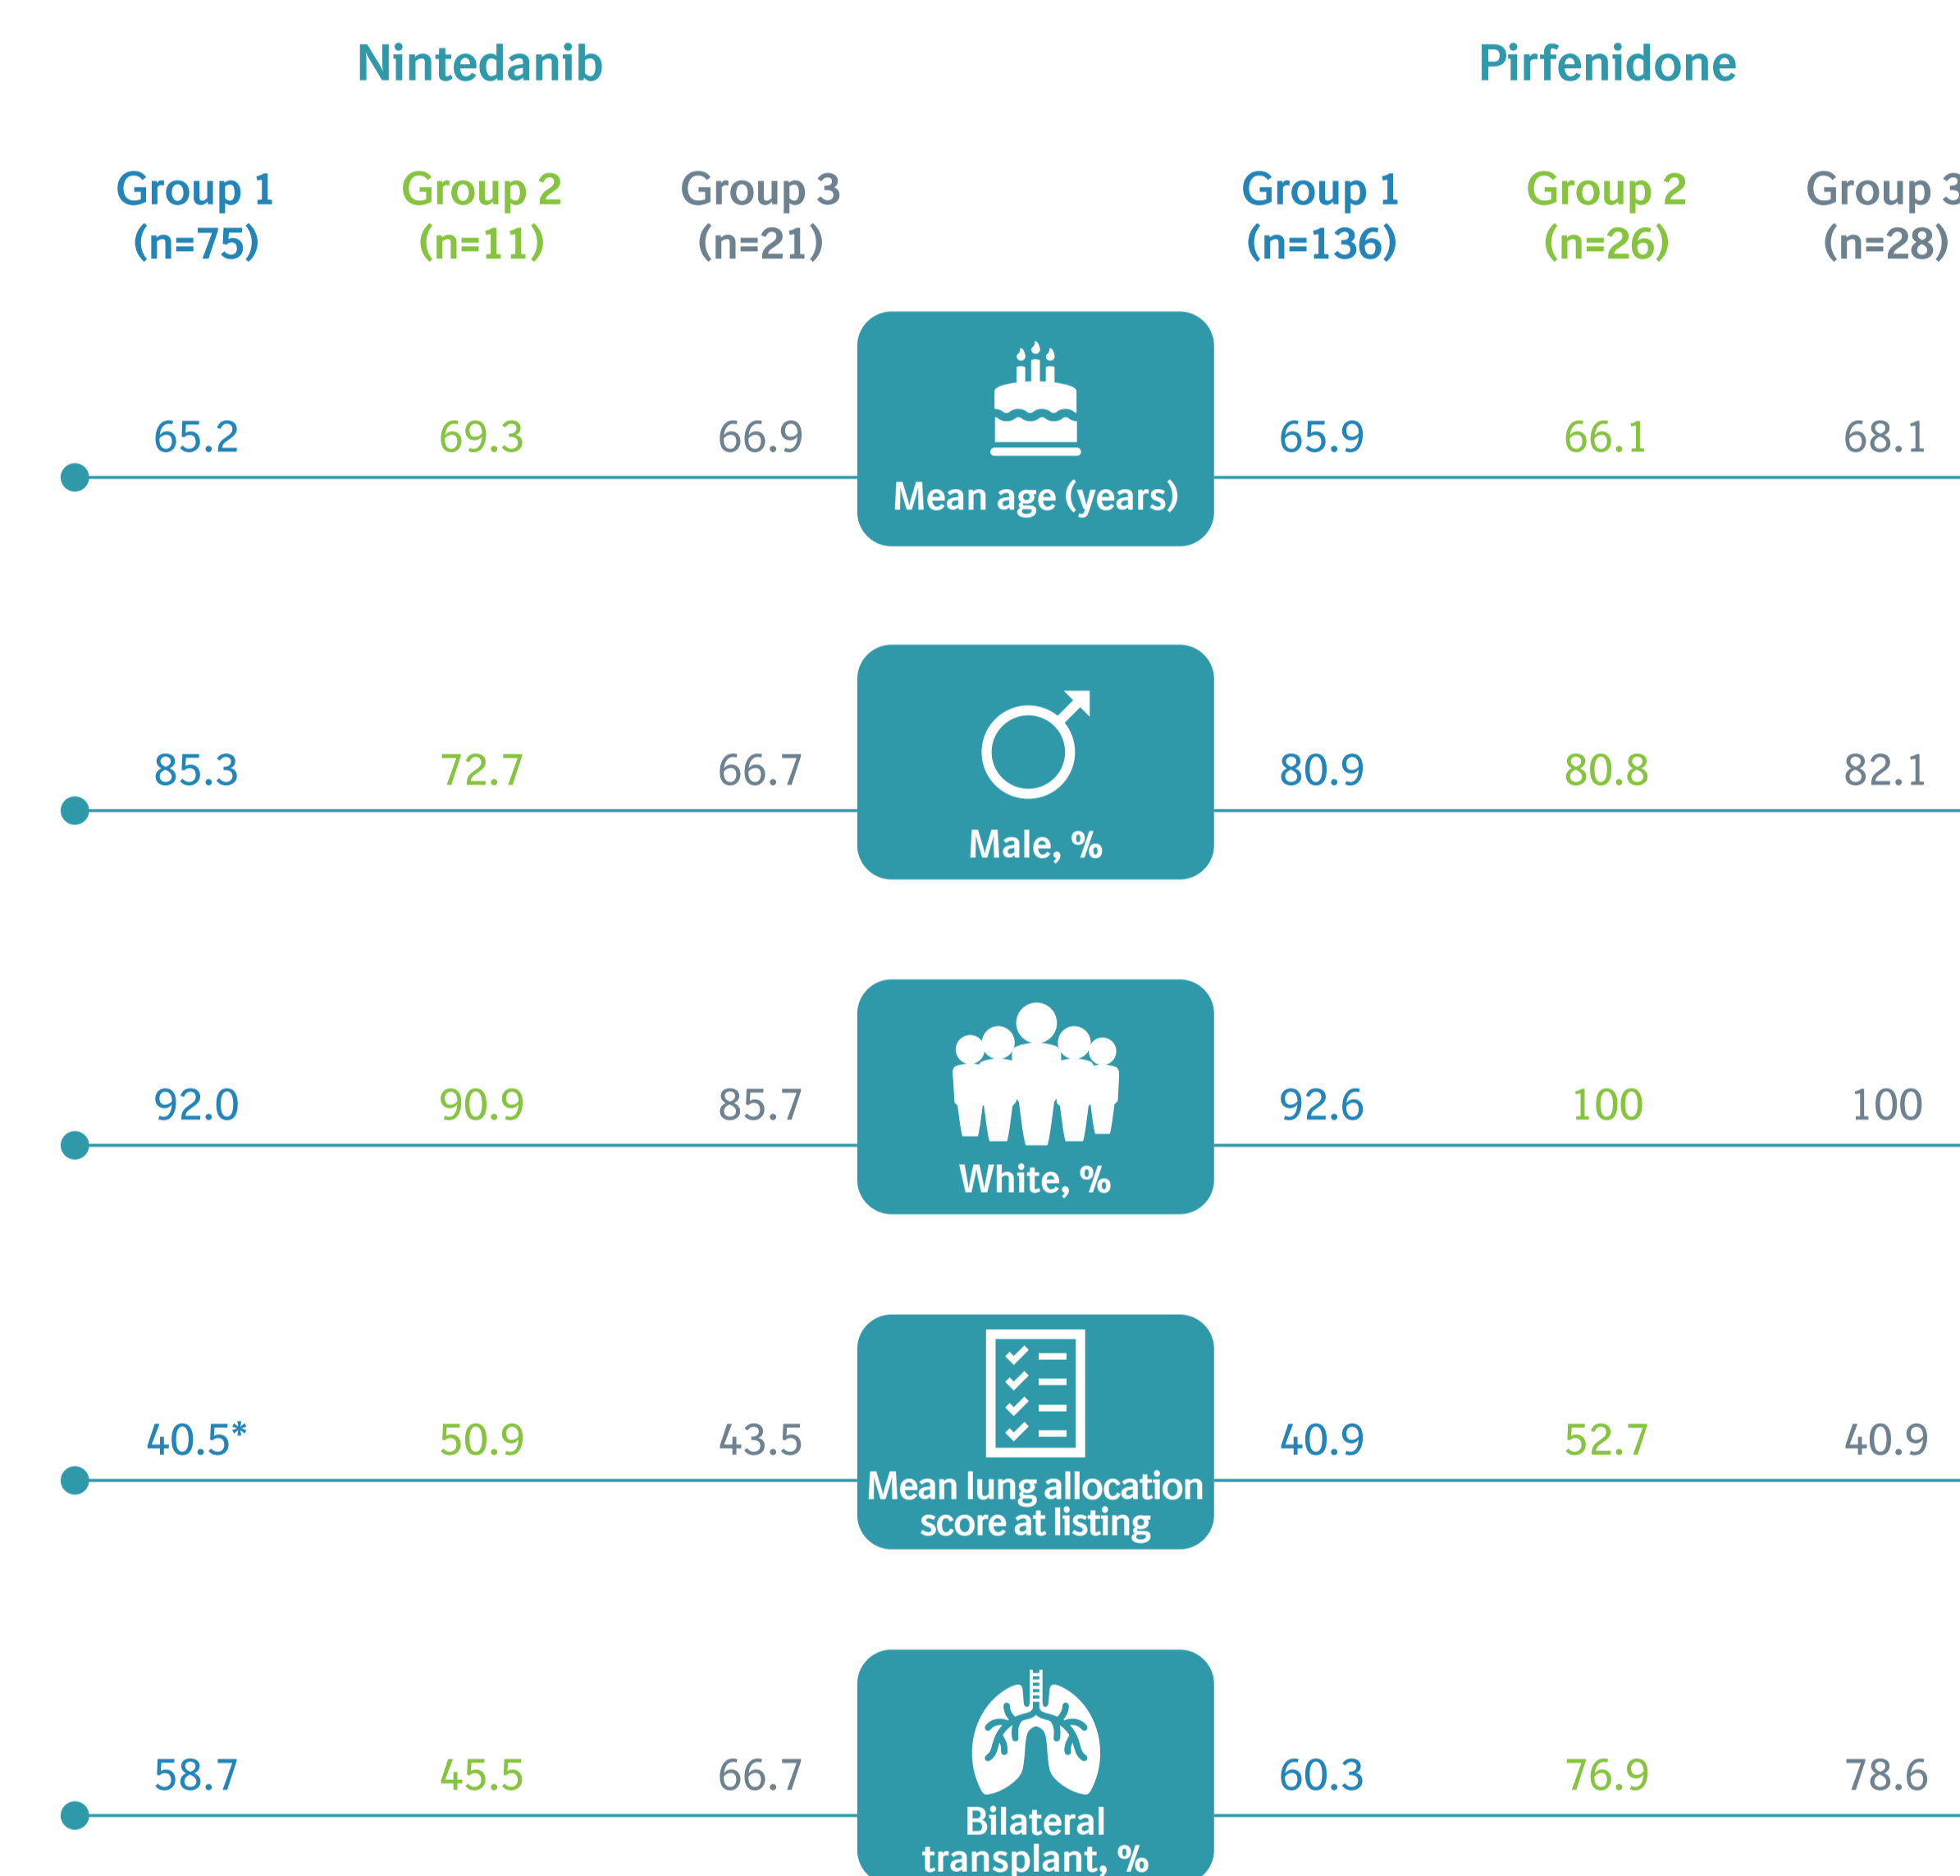 Nintedanib Pirfenidone
Group 1 Group 2 Group 3 Group 1 Group 2 Group 3
(n=75) (n=11) (n=21) (n=136) (n=26) (n=28)
65.2 69.3 66.9 65.9 66.1 68.1
Mean age (years)
85.3 72.7 66.7 80.9 80.8 82.1
Male, %
92.0 90.9 85.7 92.6 100 100
White, %
40.5* 50.9 43.5 40.9 52.7 40.9
Mean lung allocation
score at listing
58.7 45.5 66.7 60.3 76.9 78.6
Bilateral
transplant, %